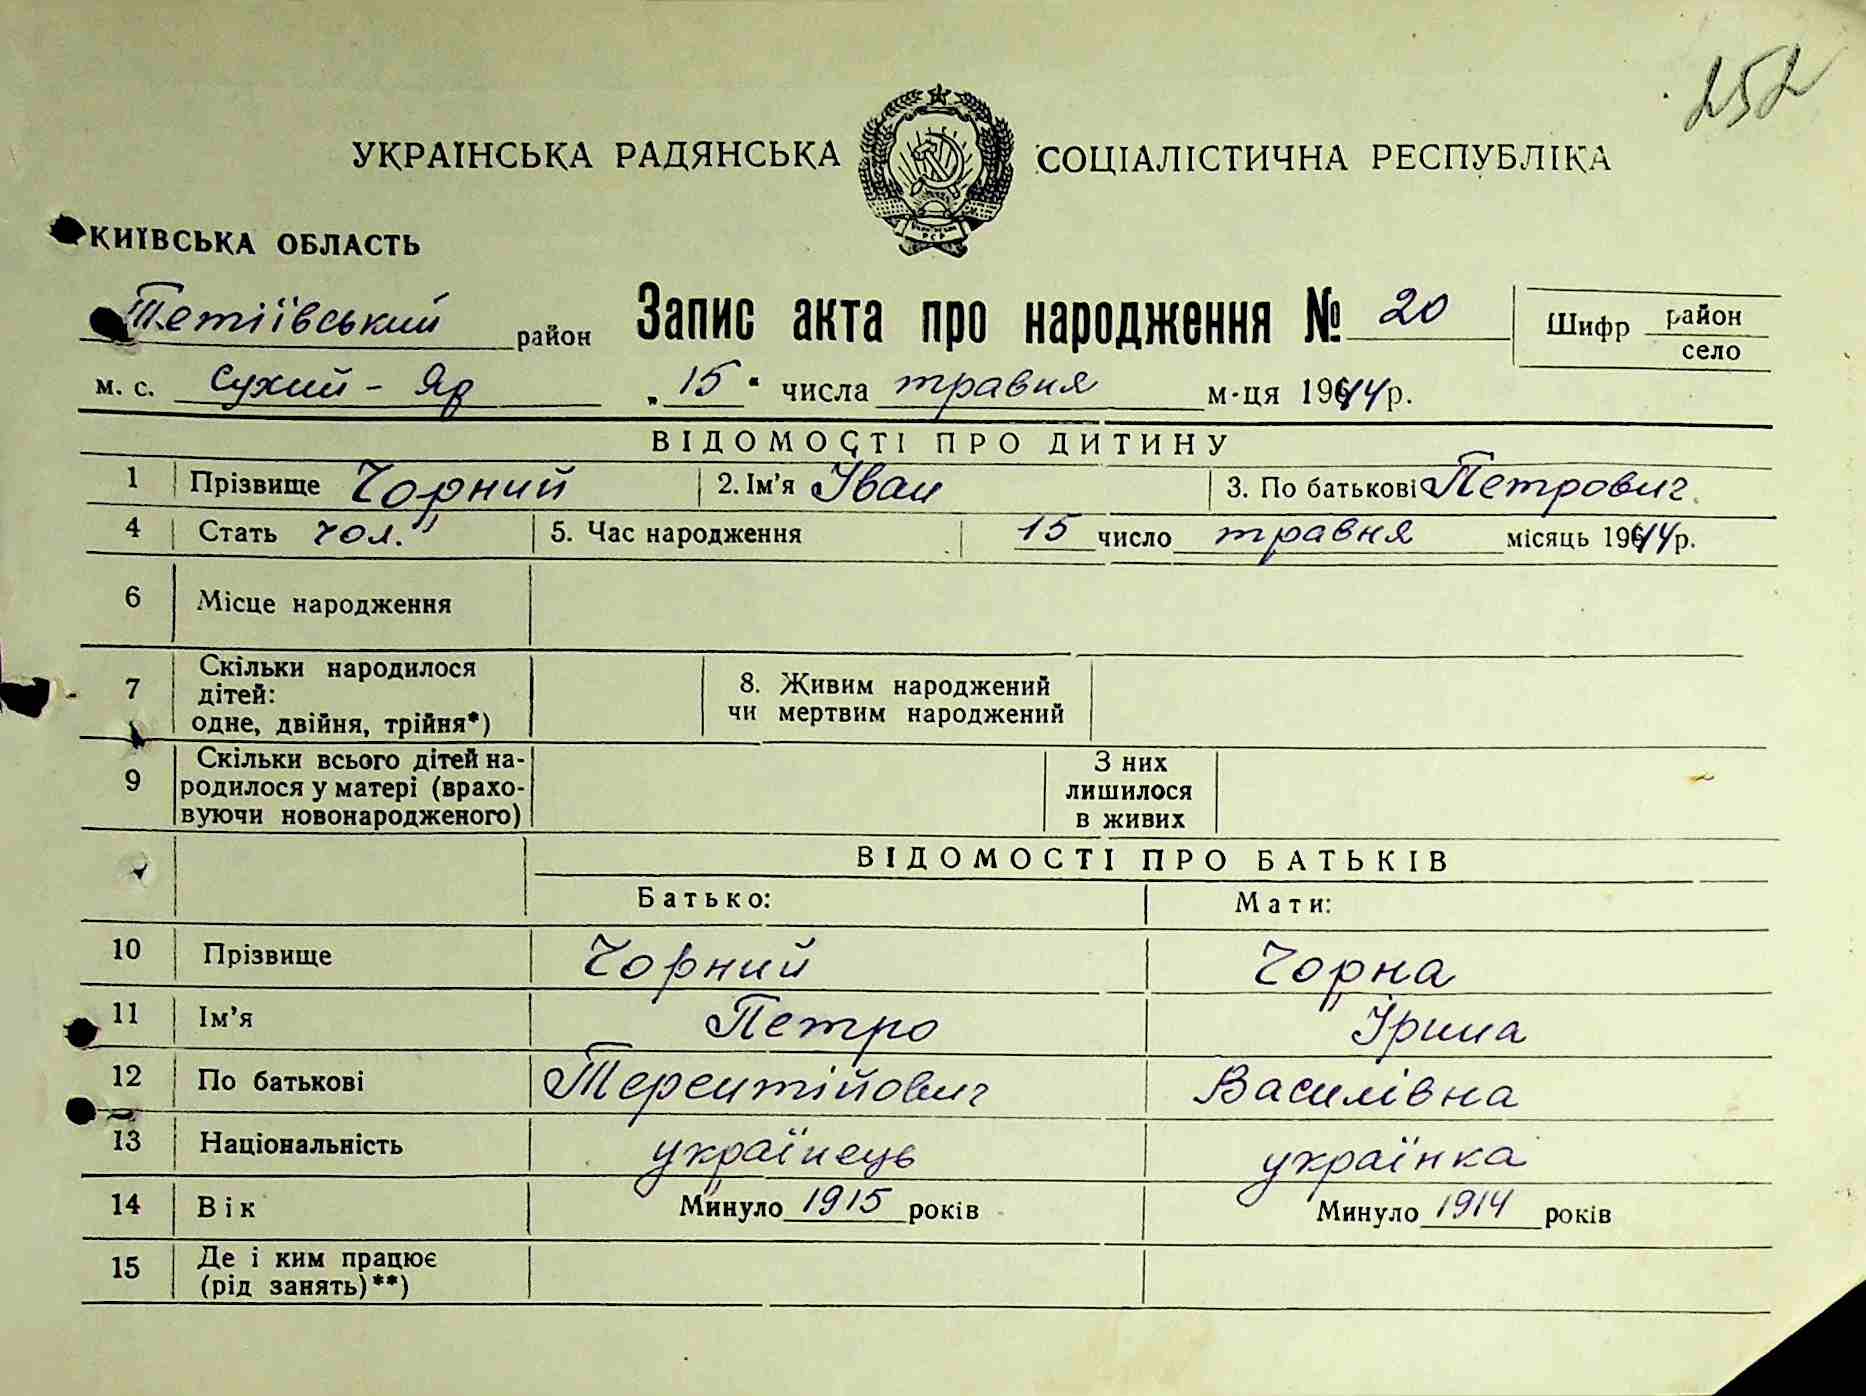 252
УКРАЇНСЬКА РАДЯНСЬКА СОЦІАЛІСТИЧНА РЕСПУБЛІКА
КИЇВСЬКА ОБЛАСТЬ
Тетіївський район Запис акта про народження № 20 Шифр район
село
м. с. Сухий - Яр „15" числа травня м-ця 1944 р.
ВІДОМОСТІ ПРО ДИТИНУ
1 Прізвище Чорний 2. Ім'я Іван 3. По батькові Петрович
4 Стать чол. 5. Час народження 15 число травня місяць 1944 р.
6 Місце народження
7 Скільки народилося дітей: одне, двійня, трійня*) 8. Живим народжений чи мертвим народжений
9 Скільки всього дітей народилося у матері (враховуючи новонародженого) З них лишилося в живих
ВІДОМОСТІ ПРО БАТЬКІВ
Батько: Мати:
10 Прізвище Чорний Чорна
11 Ім'я Петро Ірина
12 По батькові Терентійович Василівна
13 Національність українець українка
14 Вік Минуло 1915 років Минуло 1914 років
15 Де і ким працює (рід занять)**)